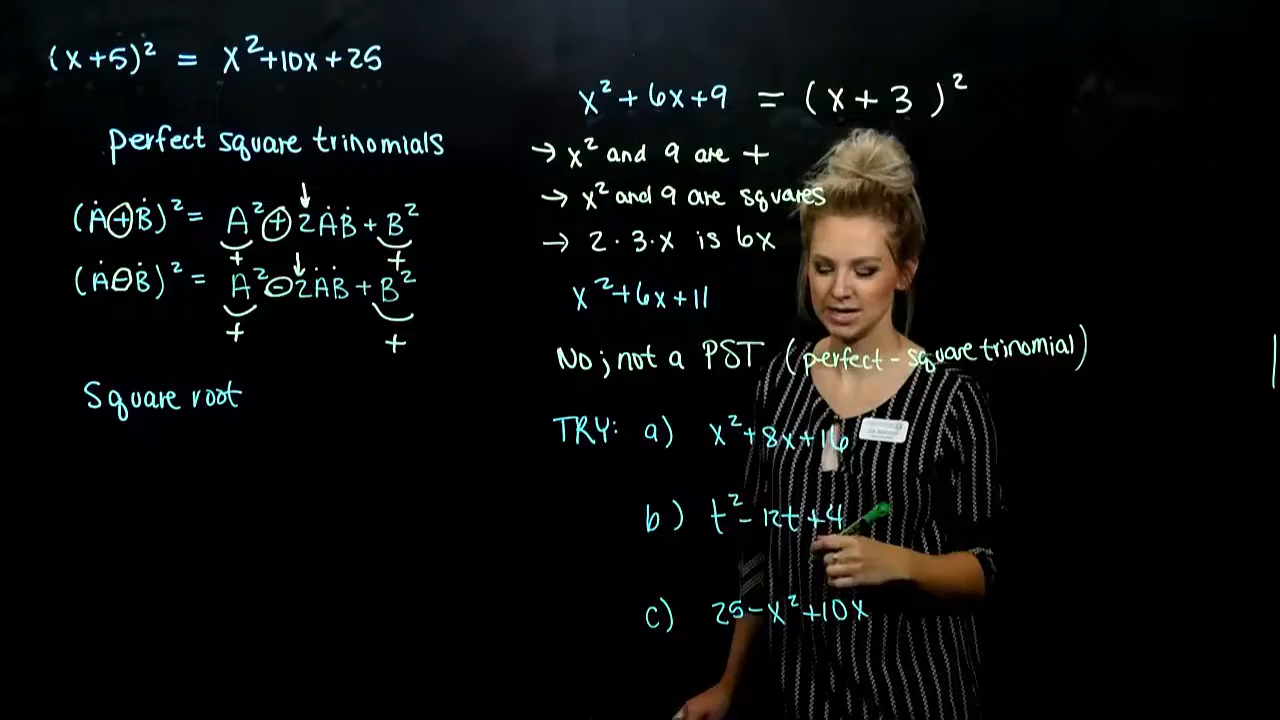 (x+5)² = x²+10x+25
perfect square trinomials
(A+B)² = A²+2AB+B²
+ +
(A-B)² = A²-2AB+B²
+ +
Square root
x²+6x+9 = (x+3)²
→ x² and 9 are +
→ x² and 9 are squares
→ 2·3·x is 6x
x²+6x+11
No; not a PST (perfect-square trinomial)
TRY: a) x²+8x+16
b) t²-12t+4
c) 25-x²+10x